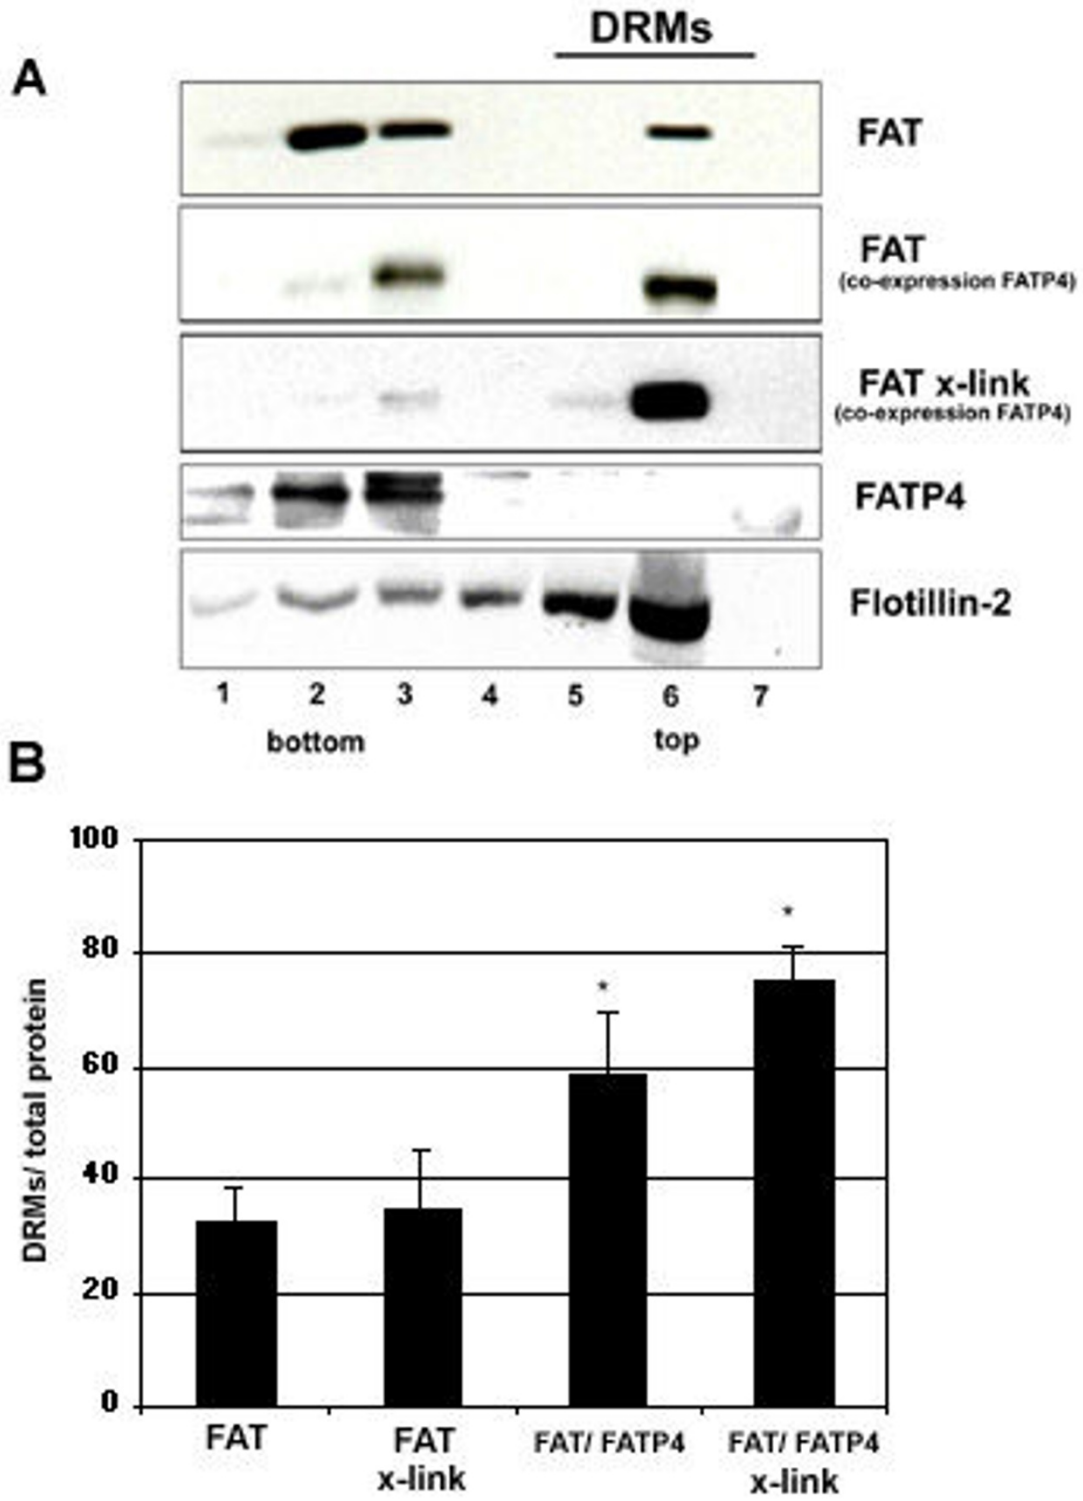 DRMs
A
FAT
FAT
(co-expression FATP4)
FAT x-link
(co-expression FATP4)
FATP4
Flotillin-2
1 2 3 4 5 6 7
bottom top
B
100
80
60
40
20
0
DRMs/ total protein
*
*
FAT FAT FAT/ FATP4 FAT/ FATP4
x-link x-link